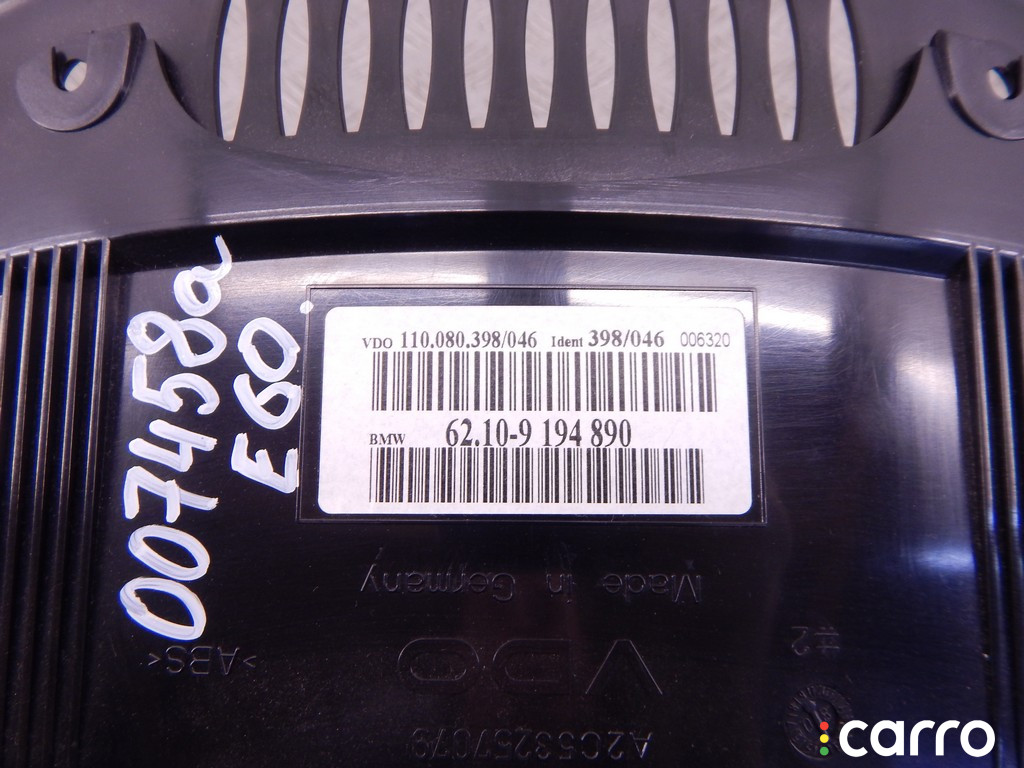 007458a
E60
VDO 110.080.398/046 Ident 398/046 006320
BMW 62.10-9 194 890
Made in Germany
VDO
#2
>ABS<
A2C53257079
carro